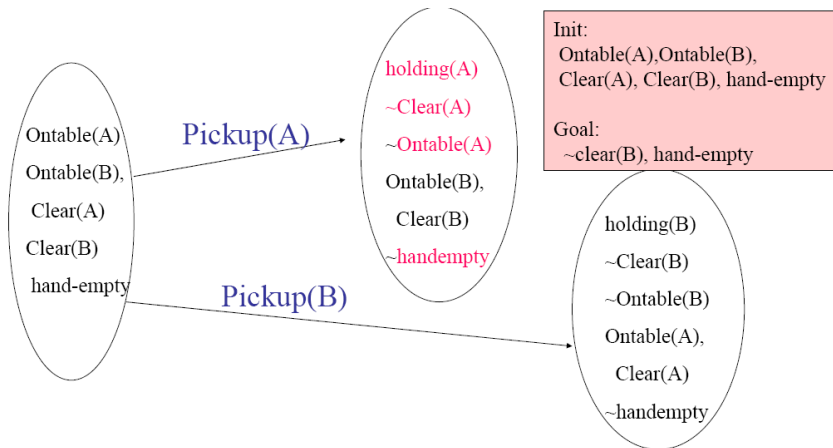 Ontable(A)
Ontable(B),
Clear(A)
Clear(B)
hand-empty
Pickup(A)
Pickup(B)
holding(A)
~Clear(A)
~Ontable(A)
Ontable(B),
Clear(B)
~handempty
Init:
Ontable(A),Ontable(B),
Clear(A), Clear(B), hand-empty
Goal:
~clear(B), hand-empty
holding(B)
~Clear(B)
~Ontable(B)
Ontable(A),
Clear(A)
~handempty